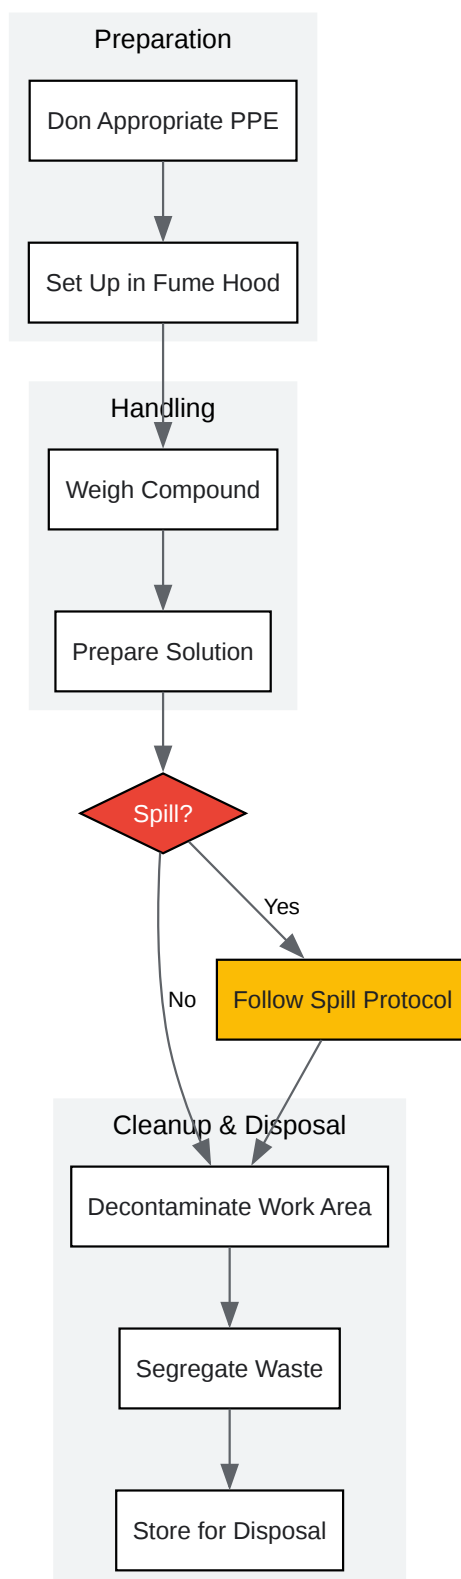 Preparation
Don Appropriate PPE
Set Up in Fume Hood
Handling
Weigh Compound
Prepare Solution
Spill?
Yes
No
Follow Spill Protocol
Cleanup & Disposal
Decontaminate Work Area
Segregate Waste
Store for Disposal